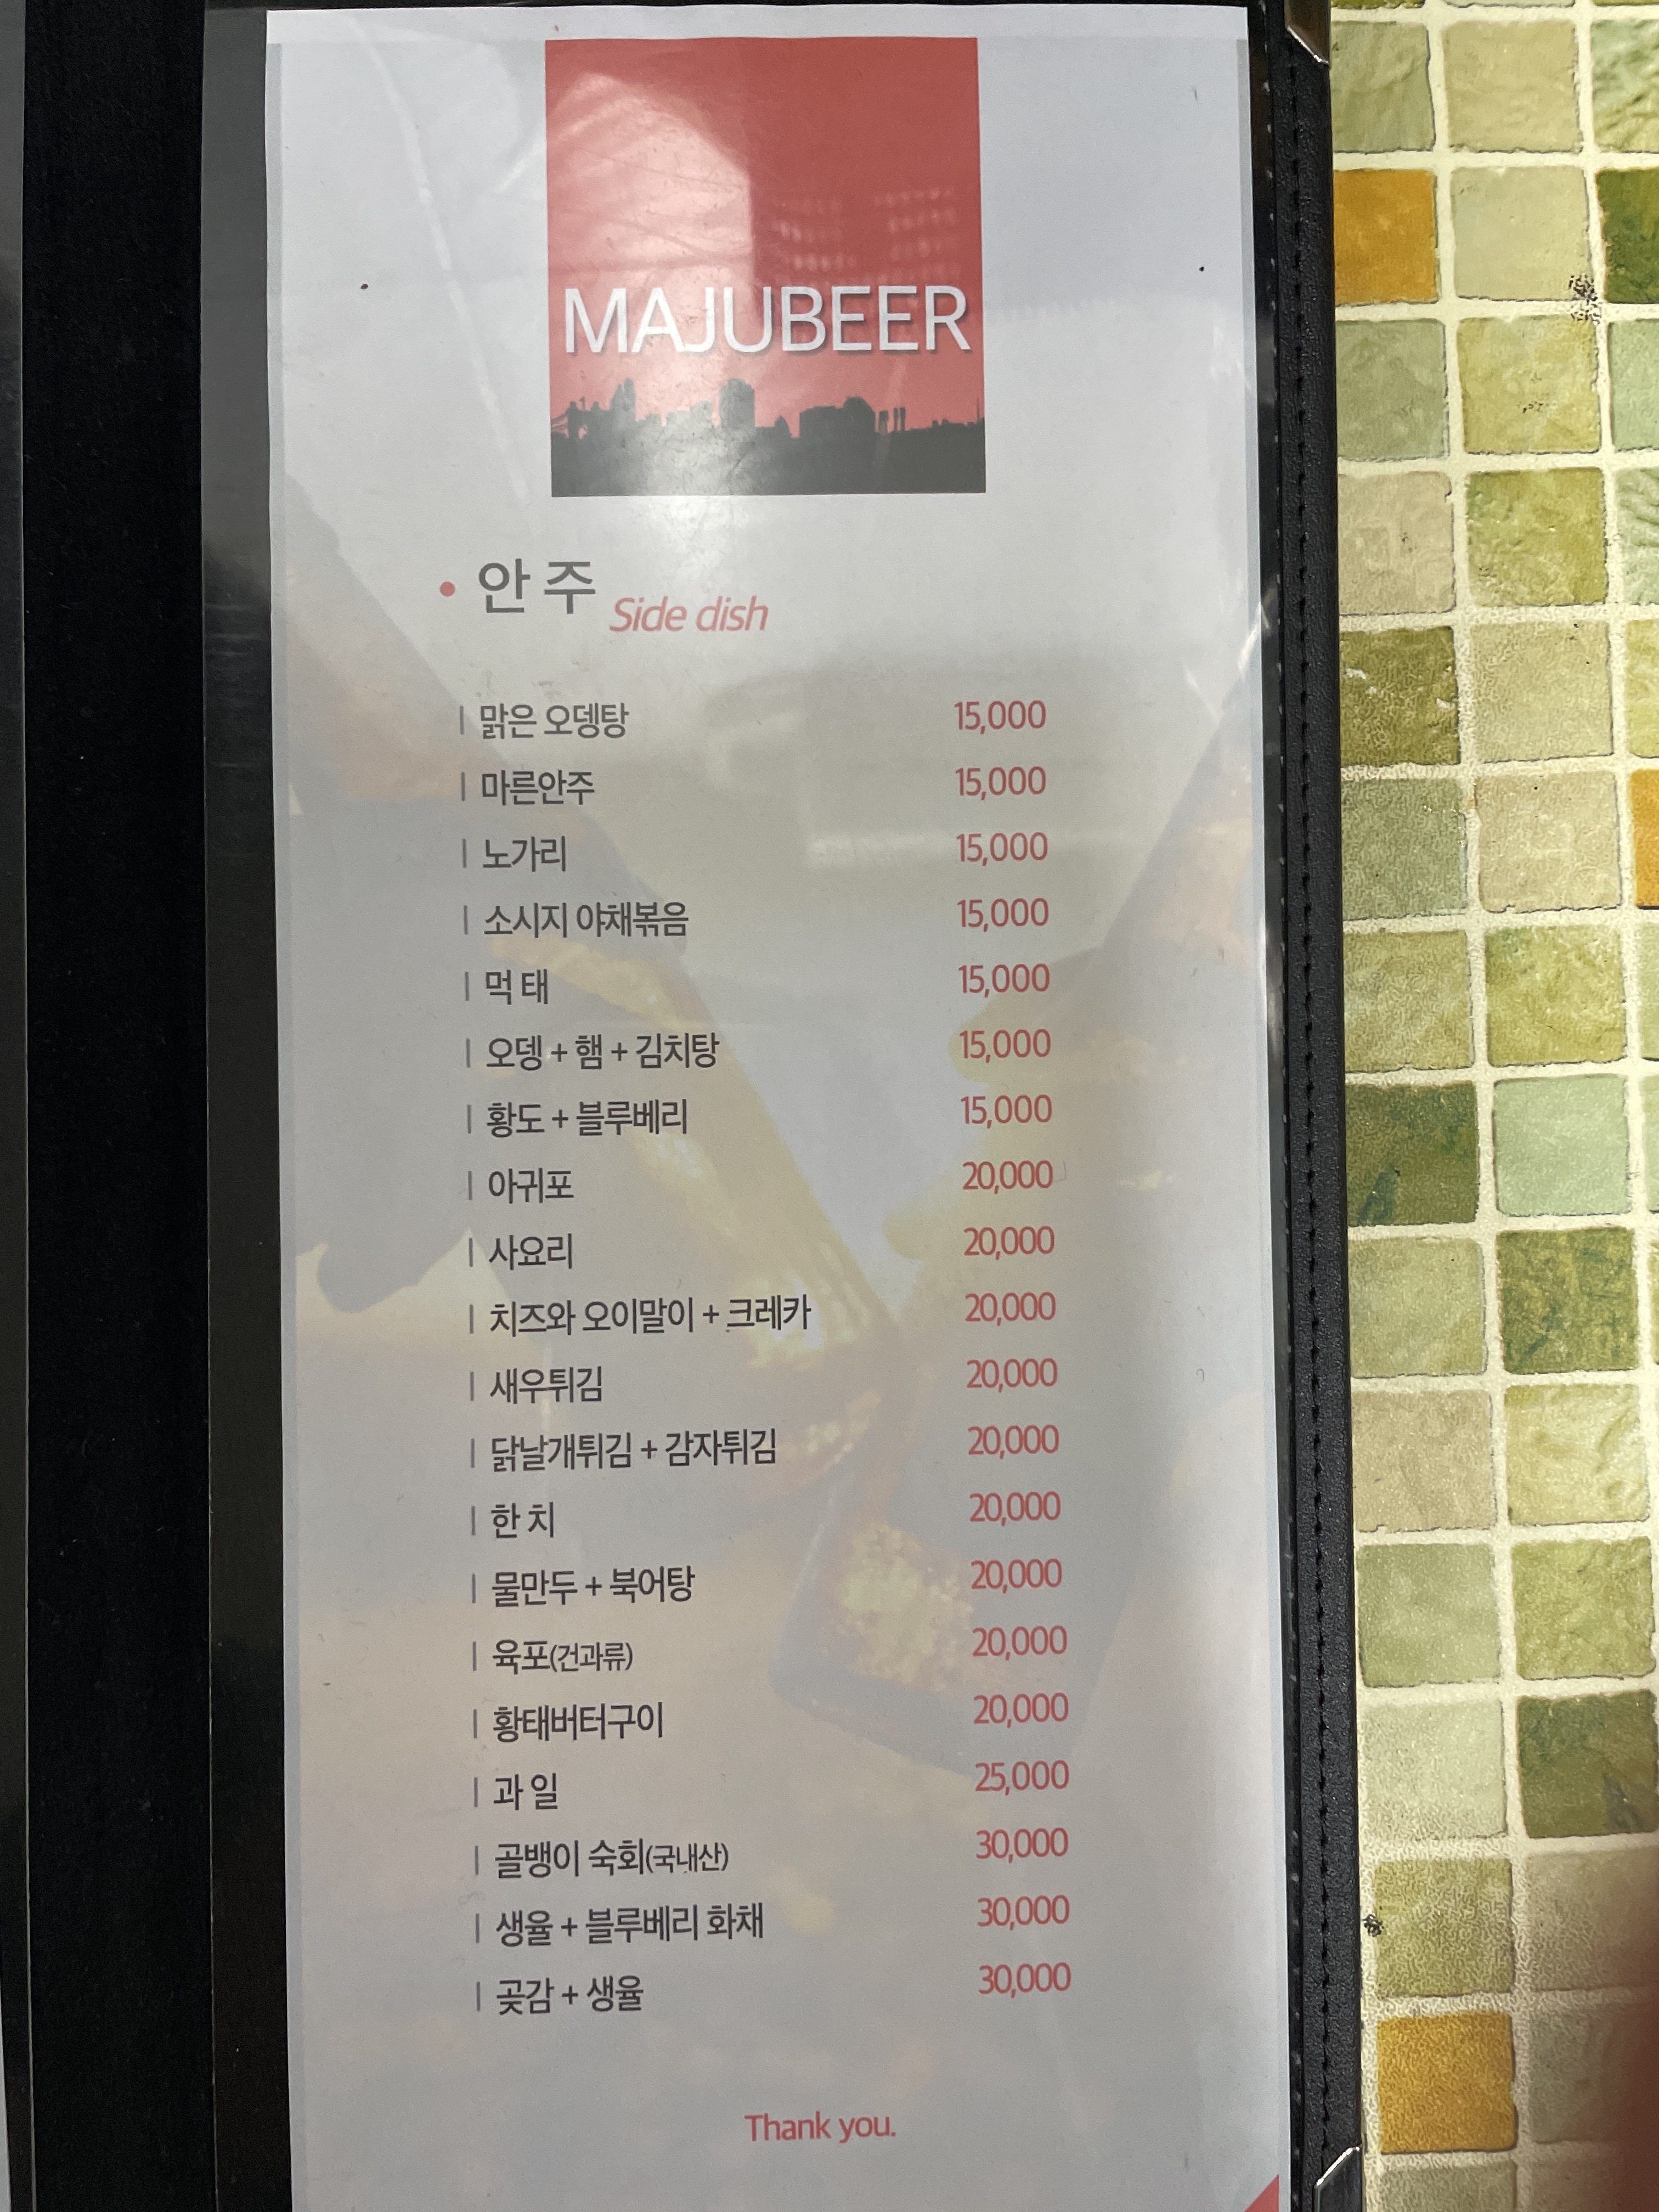 MAJUBEER
• 안 주 Side dish
| 맑은 오뎅탕 15,000
| 마른안주 15,000
| 노가리 15,000
| 소시지 야채볶음 15,000
| 먹 태 15,000
| 오뎅 + 햄 + 김치탕 15,000
| 황도 + 블루베리 15,000
| 아귀포 20,000
| 사요리 20,000
| 치즈와 오이말이 + 크레카 20,000
| 새우튀김 20,000
| 닭날개튀김 + 감자튀김 20,000
| 한 치 20,000
| 물만두 + 북어탕 20,000
| 육포(건과류) 20,000
| 황태버터구이 20,000
| 과 일 25,000
| 골뱅이 숙회(국내산) 30,000
| 생율 + 블루베리 화채 30,000
| 곶감 + 생율 30,000
Thank you.